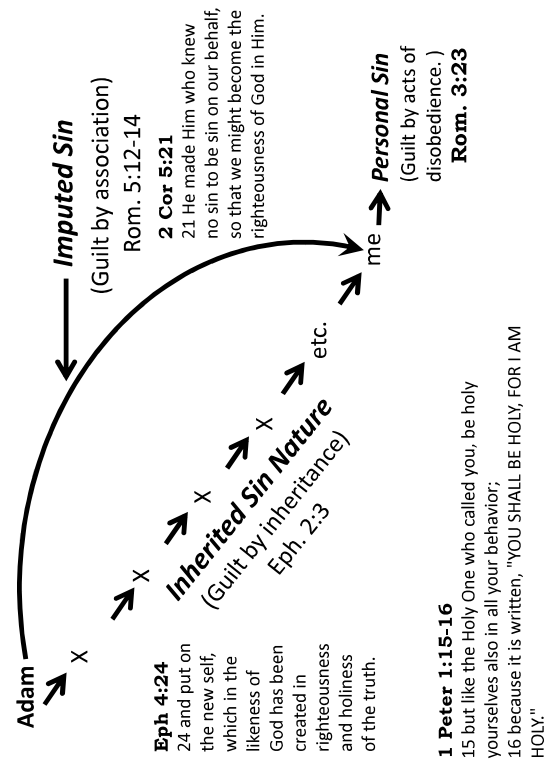 Adam
X
X
X
X
etc.
me
Imputed Sin
(Guilt by association)
Rom. 5:12-14
2 Cor 5:21
21 He made Him who knew
no sin to be sin on our behalf,
so that we might become the
righteousness of God in Him.
Inherited Sin Nature
(Guilt by inheritance)
Eph. 2:3
Personal Sin
(Guilt by acts of
disobedience. )
Rom. 3:23
Eph 4:24
24 and put on
the new self,
which in the
likeness of
God has been
created in
righteousness
and holiness
of the truth.
1 Peter 1:15-16
15 but like the Holy One who called you, be holy
yourselves also in all your behavior;
16 because it is written, "YOU SHALL BE HOLY, FOR I AM
HOLY."